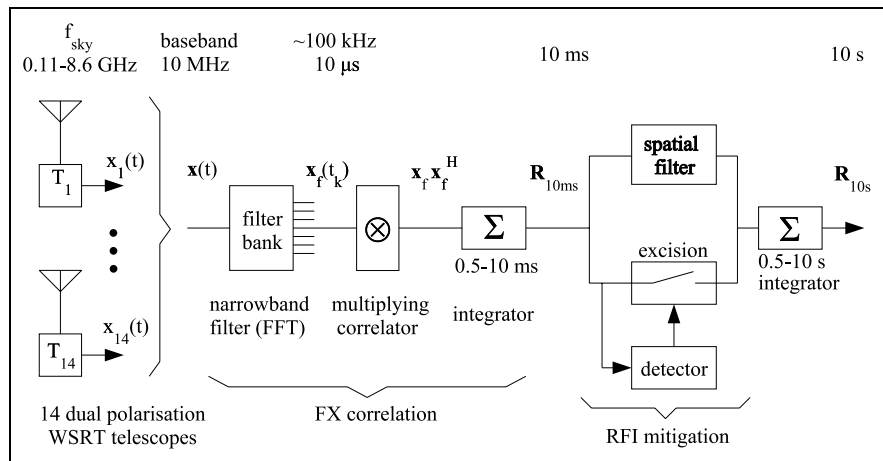 f_sky baseband ~100 kHz 10 ms 10 s
0.11-8.6 GHz 10 MHz 10 μs
x_1(t) x(t) x_f(t_k) x_f x_f^H R_10ms spatial filter R_10s
T_1
filter bank
⊗
Σ
Σ
excision
0.5-10 ms
0.5-10 s
integrator
narrowband filter (FFT)
multiplying correlator
integrator
x_14(t)
T_14
detector
14 dual polarisation
WSRT telescopes
FX correlation
RFI mitigation